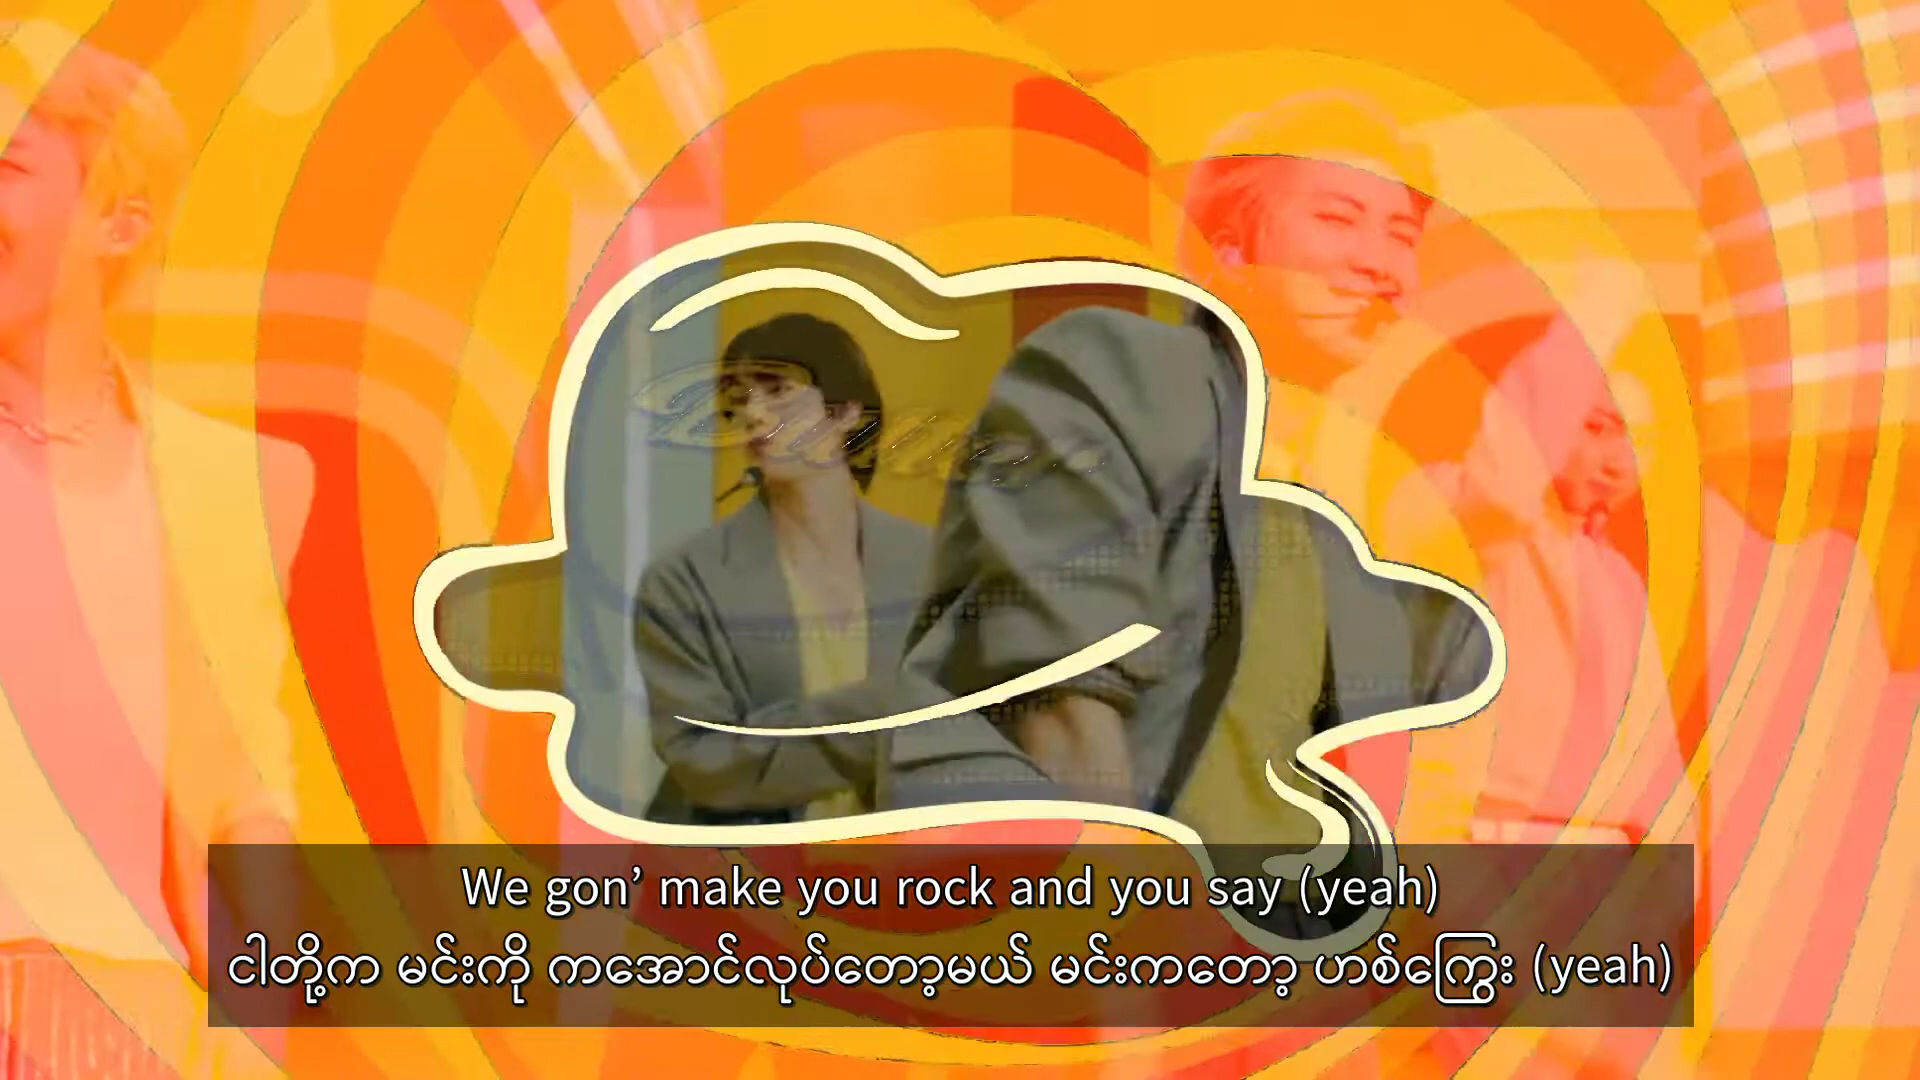 We gon’ make you rock and you say (yeah)
ငါတို့က မင်းကို ကအောင်လုပ်တော့မယ် မင်းကတော့ ဟစ်ကြွေး (yeah)